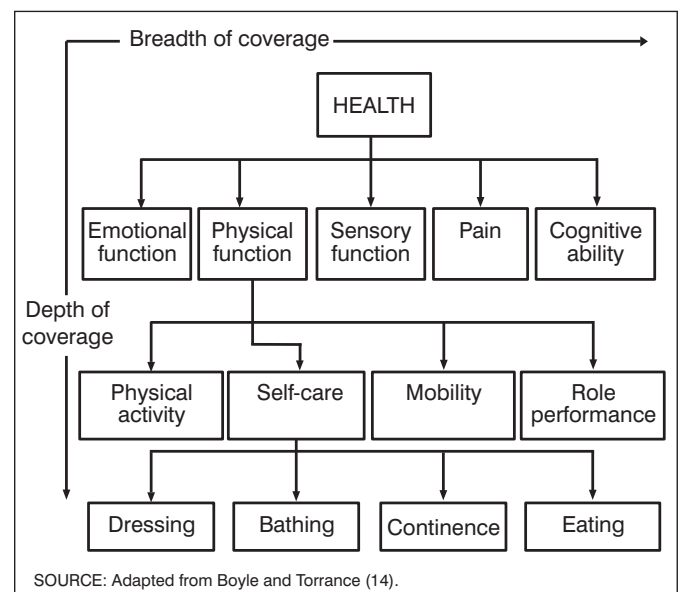 Breadth of coverage
HEALTH
Emotional
function
Physical
function
Sensory
function
Pain
Cognitive
ability
Depth of
coverage
Physical
activity
Self-care
Mobility
Role
performance
Dressing
Bathing
Continence
Eating
SOURCE: Adapted from Boyle and Torrance (14).